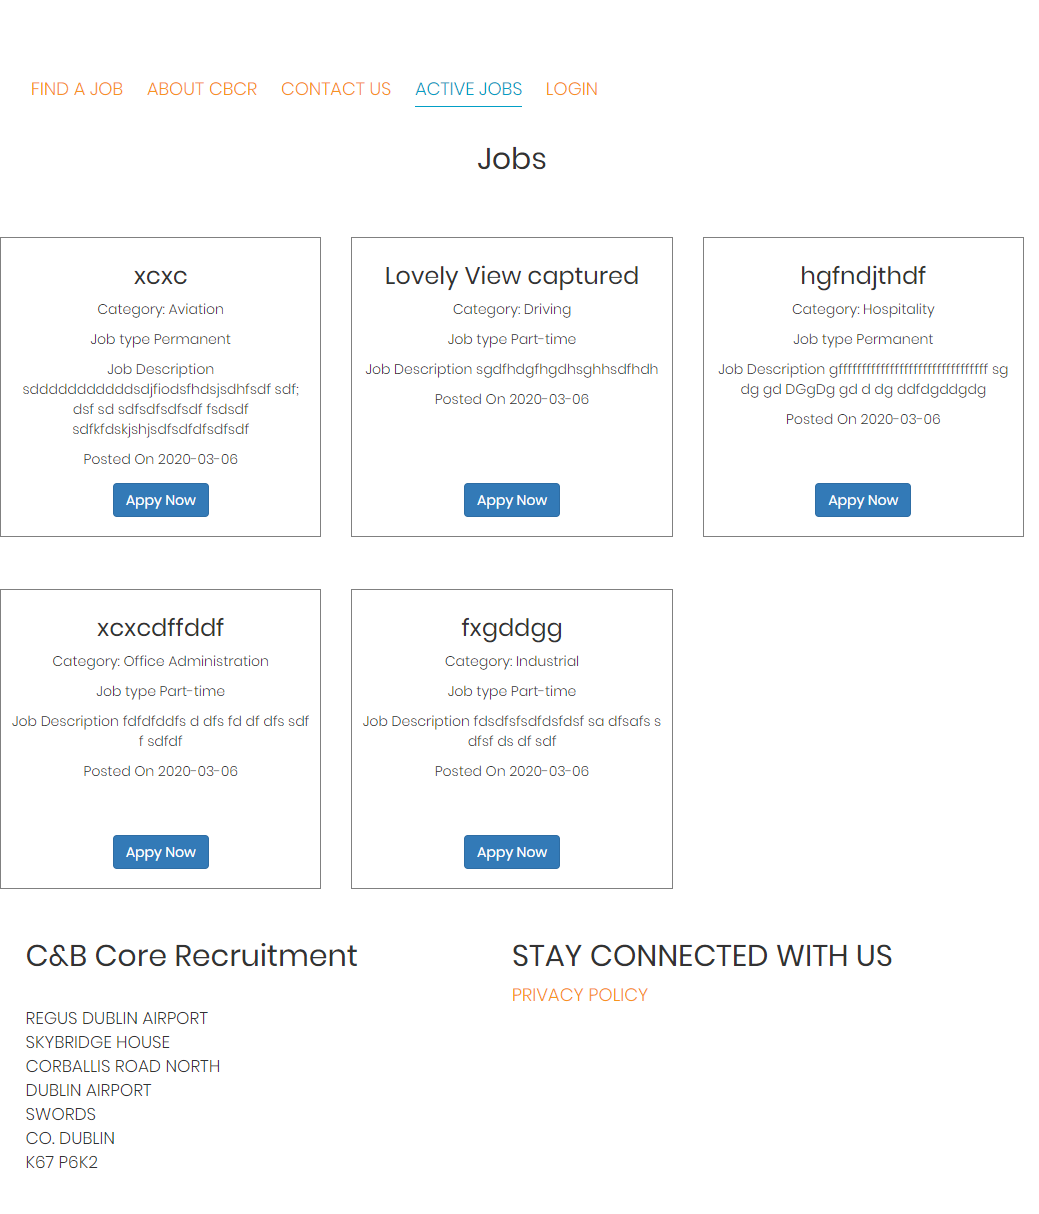 FIND A JOB ABOUT CBCR CONTACT US ACTIVE JOBS LOGIN
Jobs
xcxc
Category: Aviation
Job type Permanent
Job Description
sddddddddddddsdjfiodsfhdsjsdhfsdf sdf;
dsf sd sdfsdfsdfsdf fsdsdf
sdfkfdskjshjsdfsdfdfsdfsdf
Posted On 2020-03-06
Appy Now
Lovely View captured
Category: Driving
Job type Part-time
Job Description sgdfhdgfhgdhsghhsdfhdh
Posted On 2020-03-06
Appy Now
hgfndjthdf
Category: Hospitality
Job type Permanent
Job Description gfffffffffffffffffffffffffffffffff sg
dg gd DGgDg gd d dg ddfdgddgdg
Posted On 2020-03-06
Appy Now
xcxcdffddf
Category: Office Administration
Job type Part-time
Job Description fdfdfddfs d dfs fd df dfs sdf
f sdfdf
Posted On 2020-03-06
Appy Now
fxgddgg
Category: Industrial
Job type Part-time
Job Description fdsdfsfsdfdsfdsf sa dfsafs s
dfsf ds df sdf
Posted On 2020-03-06
Appy Now
C&B Core Recruitment
REGUS DUBLIN AIRPORT
SKYBRIDGE HOUSE
CORBALLIS ROAD NORTH
DUBLIN AIRPORT
SWORDS
CO. DUBLIN
K67 P6K2
STAY CONNECTED WITH US
PRIVACY POLICY